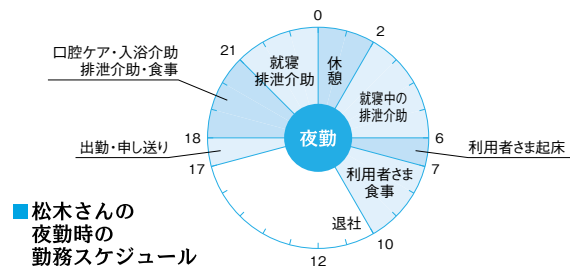 0
2
6
7
10
12
17
18
21
休
憩
就寝中の
排泄介助
利用者さま起床
利用者さま
食事
退社
出勤・申し送り
口腔ケア・入浴介助
排泄介助・食事
就寝
排泄介助
夜勤
■松木さんの
夜勤時の
勤務スケジュール